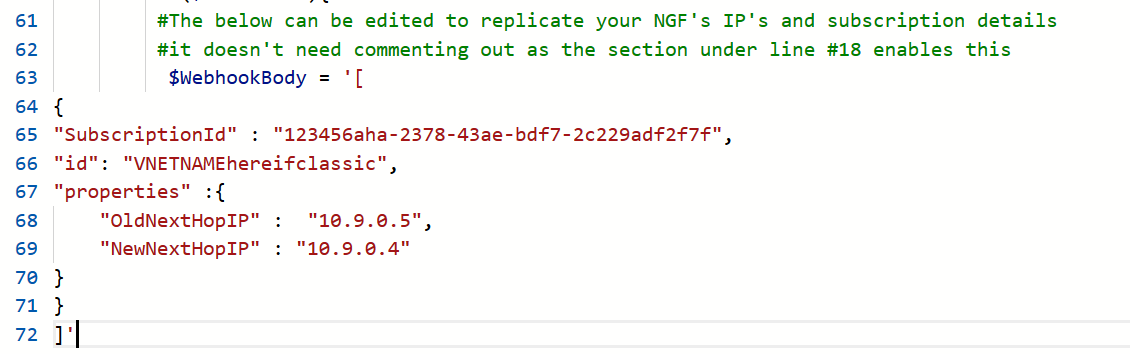 61 #The below can be edited to replicate your NGF's IP's and subscription details
62 #it doesn't need commenting out as the section under line #18 enables this
63 $WebhookBody = '[
64 {
65 "SubscriptionId" : "123456aha-2378-43ae-bdf7-2c229adf2f7f",
66 "id": "VNETNAMEhereifclassic",
67 "properties" :{
68 "OldNextHopIP" :  "10.9.0.5",
69 "NewNextHopIP" : "10.9.0.4"
70 }
71 }
72 ]'